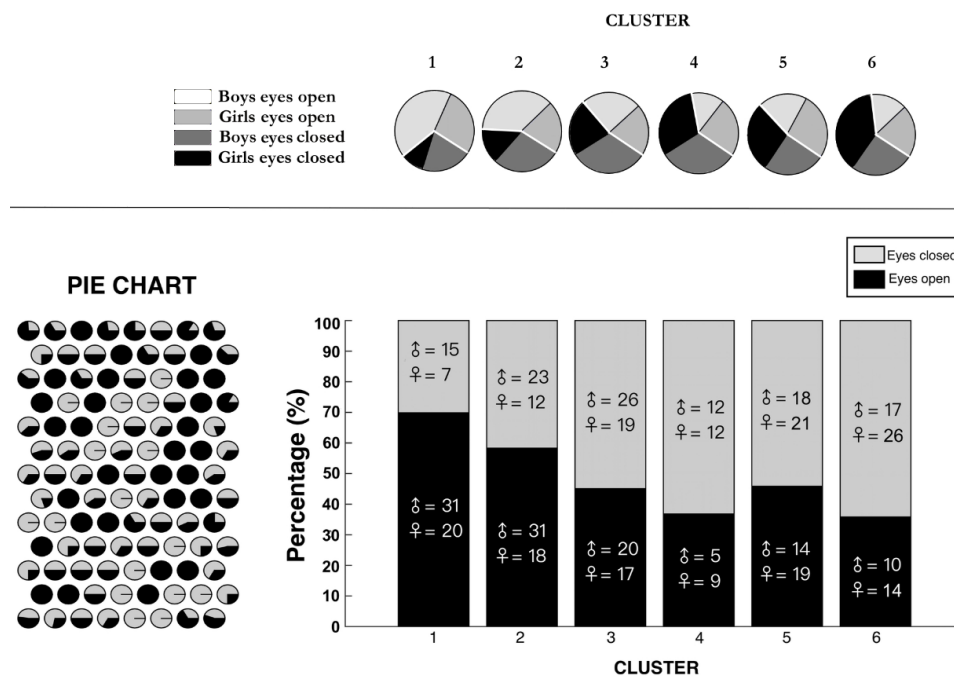 CLUSTER
1 2 3 4 5 6
Boys eyes open
Girls eyes open
Boys eyes closed
Girls eyes closed
Eyes closed
Eyes open
PIE CHART
Percentage (%)
100
90
80
70
60
50
40
30
20
10
0
♂ = 15
♀ = 7
♂ = 31
♀ = 20
♂ = 23
♀ = 12
♂ = 31
♀ = 18
♂ = 26
♀ = 19
♂ = 20
♀ = 17
♂ = 12
♀ = 12
♂ = 5
♀ = 9
♂ = 18
♀ = 21
♂ = 14
♀ = 19
♂ = 17
♀ = 26
♂ = 10
♀ = 14
1 2 3 4 5 6
CLUSTER